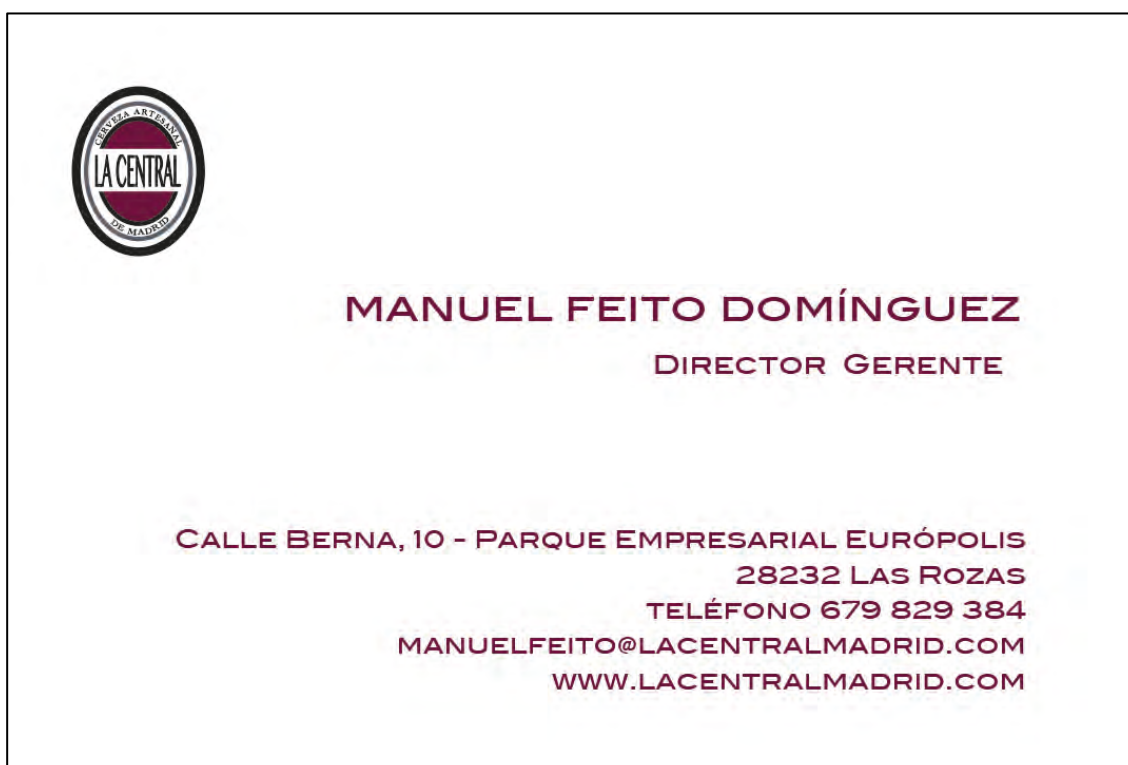 CERVEZA ARTESANAL
LA CENTRAL
DE MADRID
MANUEL FEITO DOMÍNGUEZ
DIRECTOR GERENTE
CALLE BERNA, 10 - PARQUE EMPRESARIAL EURÓPOLIS
28232 LAS ROZAS
TELÉFONO 679 829 384
MANUELFEITO@LACENTRALMADRID.COM
WWW.LACENTRALMADRID.COM